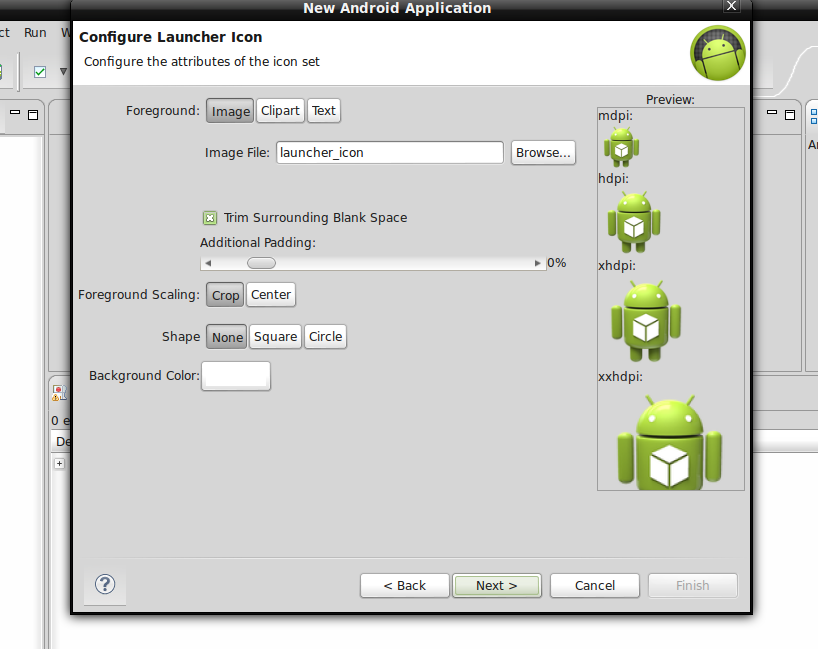 New Android Application
ct Run W
Configure Launcher Icon
Configure the attributes of the icon set
Foreground: Image Clipart Text
Image File: launcher_icon Browse...
Trim Surrounding Blank Space
Additional Padding:
0%
Foreground Scaling: Crop Center
Shape None Square Circle
Background Color:
Preview:
mdpi:
hdpi:
xhdpi:
xxhdpi:
Ar
0 e
De
< Back Next > Cancel Finish